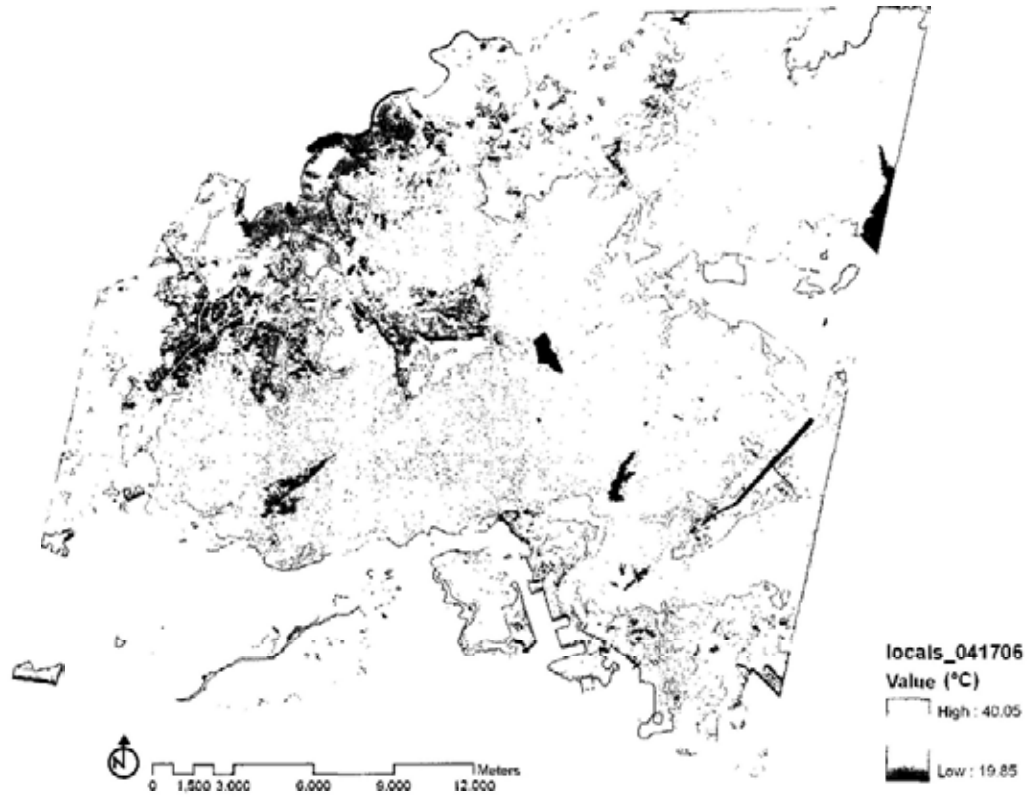 locals_041706
Value (°C)
High : 40.05
Low : 19.85
N
Meters
0 1,500 3,000 6,000 9,000 12,000